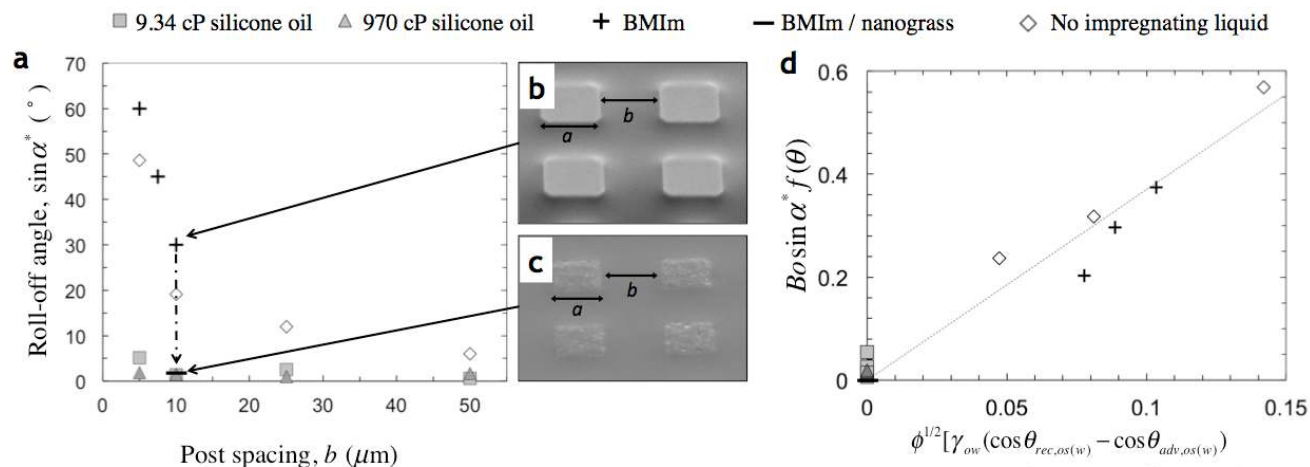 9.34 cP silicone oil 970 cP silicone oil BMIm BMIm / nanograss No impregnating liquid
a
Roll-off angle, sin α* (°)
70
60
50
40
30
20
10
0
0 10 20 30 40 50
Post spacing, b (μm)
b
a
b
c
a
b
d
Bo sin α* f(θ)
0.6
0.4
0.2
0
0 0.05 0.1 0.15
ϕ^1/2[γ_ow(cosθ_rec,os(w) − cosθ_adv,os(w))